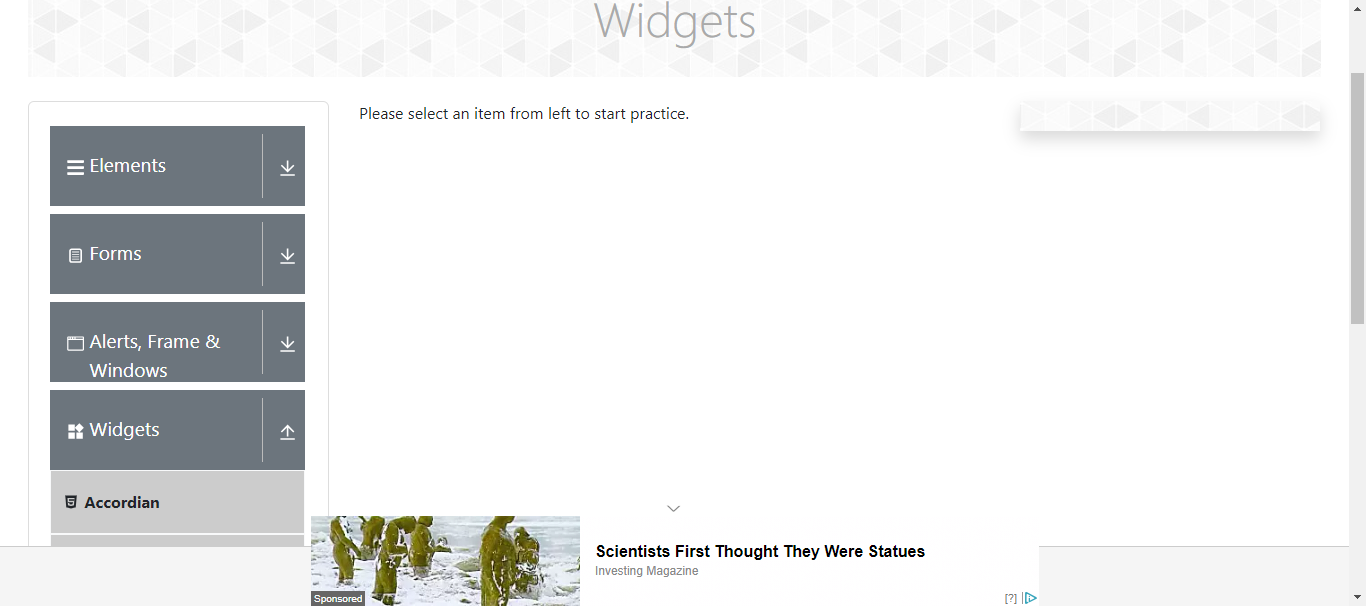 Widgets
Please select an item from left to start practice.
Elements
Forms
Alerts, Frame &
Windows
Widgets
Accordian
Scientists First Thought They Were Statues
Investing Magazine
Sponsored
[?]